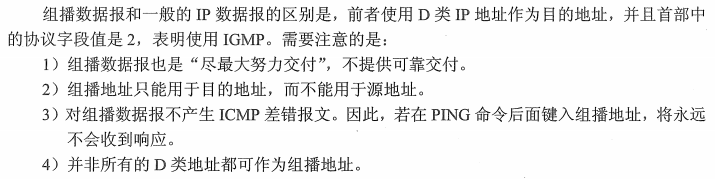 组播数据报和一般的 IP 数据报的区别是，前者使用 D 类 IP 地址作为目的地址，并且首部中
的协议字段值是 2，表明使用 IGMP。需要注意的是：
1）组播数据报也是“尽最大努力交付”，不提供可靠交付。
2）组播地址只能用于目的地址，而不能用于源地址。
3）对组播数据报不产生 ICMP 差错报文。因此，若在 PING 命令后面键入组播地址，将永远
不会收到响应。
4）并非所有的 D 类地址都可作为组播地址。